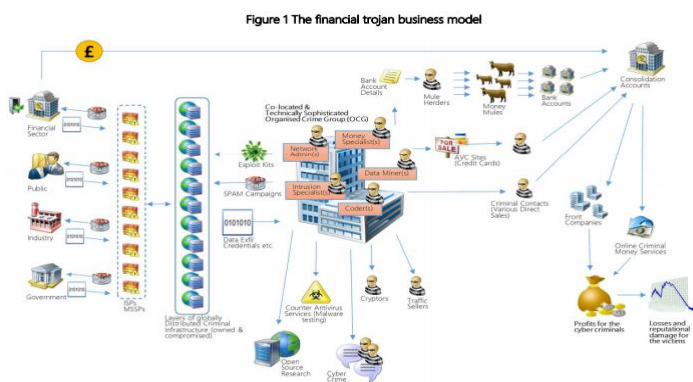 Figure 1 The financial trojan business model
£
Financial
Sector
Public
Industry
Government
ISPs
MSSPs
Layers of globally
Distributed Criminal
Infrastructure (owned &
compromised)
Exploit Kits
SPAM Campaigns
0101010
Data Exfil
Credentials etc.
Co-located &
Technically Sophisticated
Organised Crime Group (OCG)
Network
Admin(s)
Money
Specialist(s)
Data Miner(s)
Intrusion
Specialist(s)
Coder(s)
Bank
Account
Details
Mule
Herders
Money
Mules
Bank
Accounts
Consolidation
Accounts
FOR
SALE
AVC Sites
(Credit Cards)
Criminal Contacts
(Various Direct
Sales)
Front
Companies
Online Criminal
Money Services
Profits for the
cyber criminals
Losses and
reputational
damage for
the victims
Counter Antivirus
Services (Malware
testing)
Cryptors
Traffic
Sellers
Open
Source
Research
Cyber
Crime